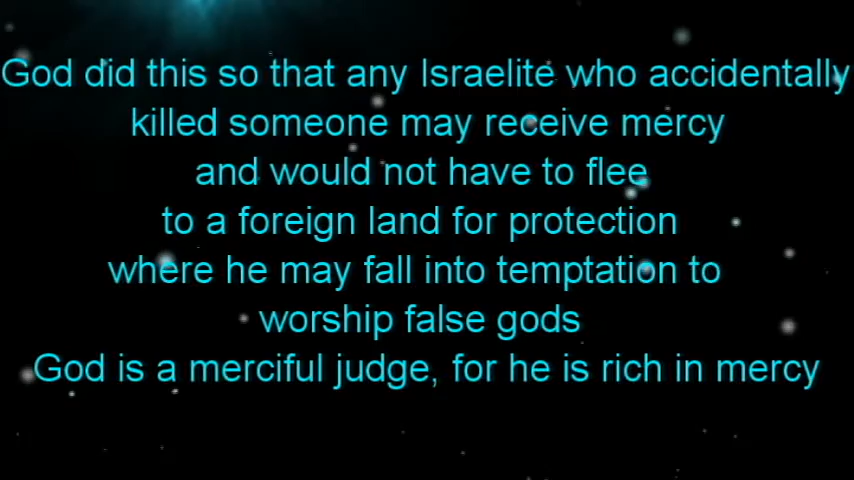 God did this so that any Israelite who accidentally
killed someone may receive mercy
and would not have to flee
to a foreign land for protection
where he may fall into temptation to
worship false gods
God is a merciful judge, for he is rich in mercy